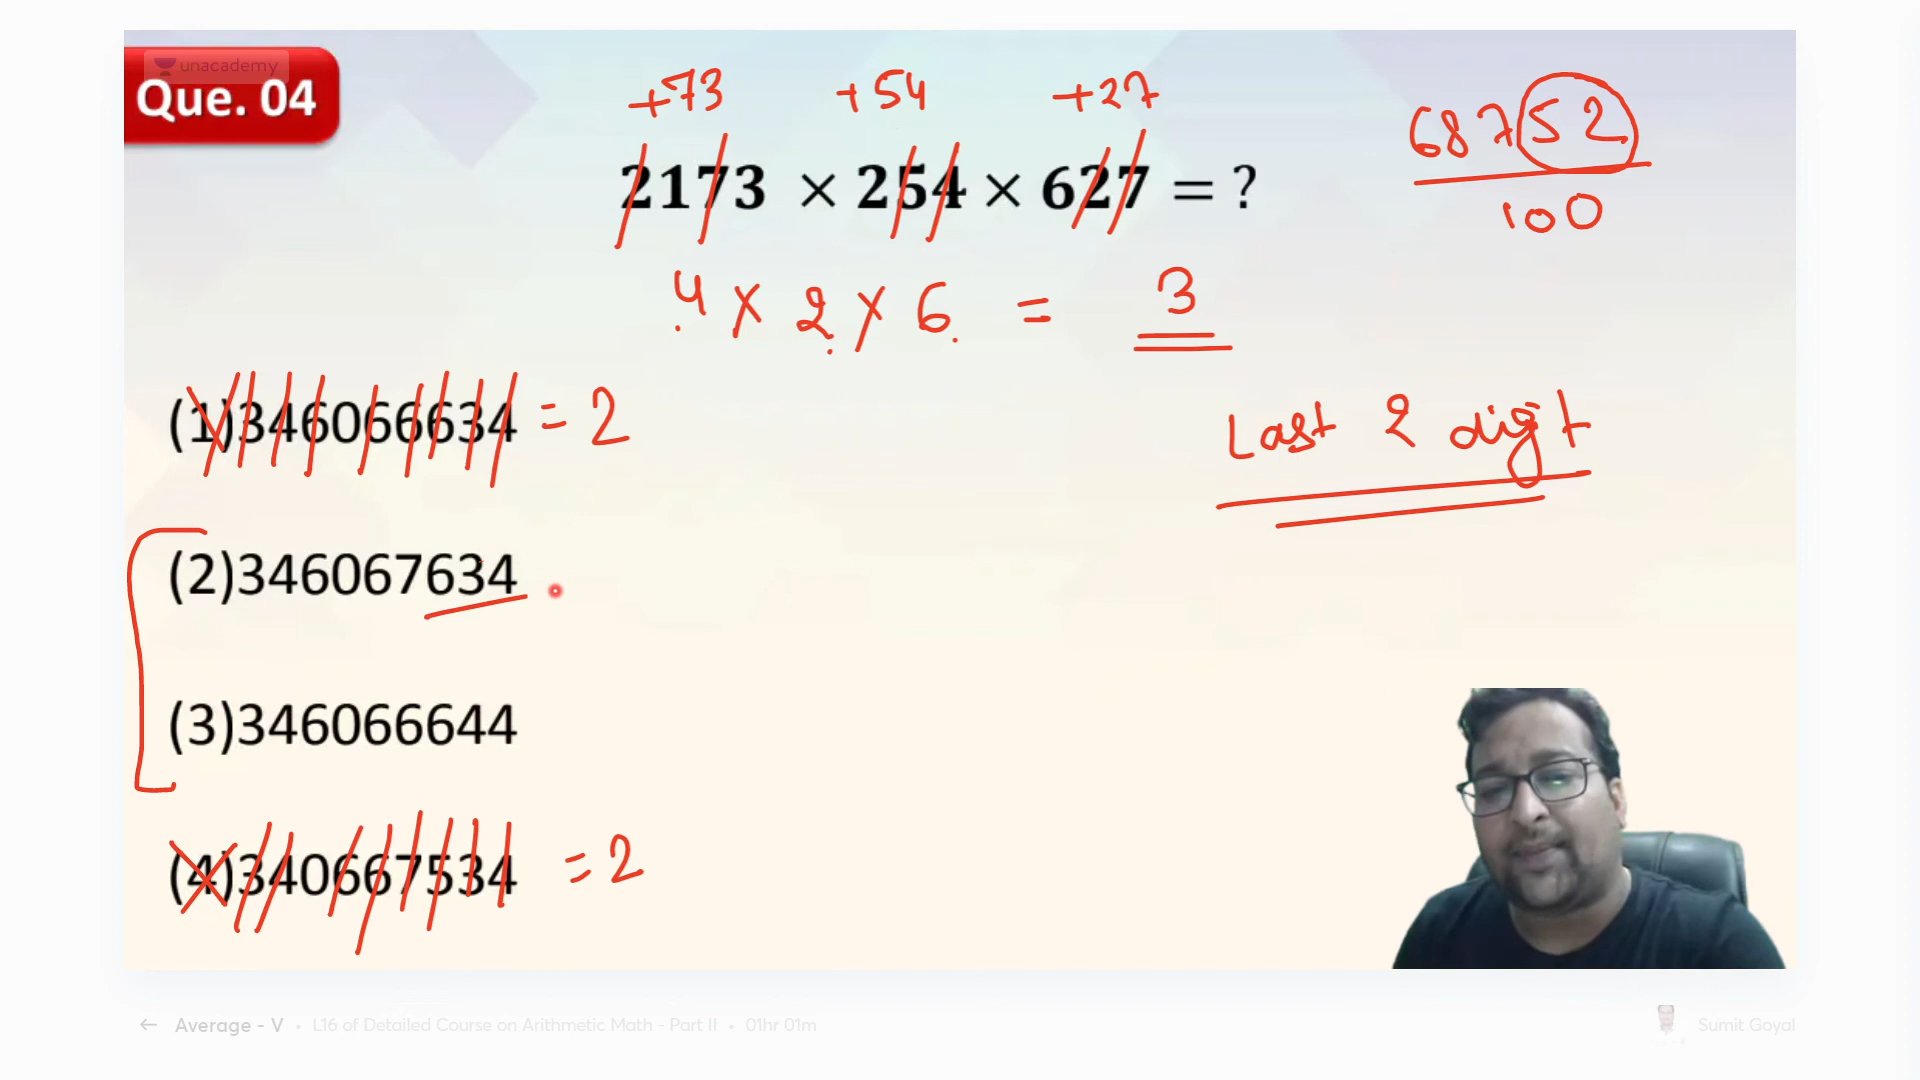 unacademy
Que. 04
+73 +54 +27
2173 × 254 × 627 = ?
68752
100
4 × 2 × 6 = 3
(1)346066634 = 2
Last 2 digit
(2)346067634
(3)346066644
(4)340667534 = 2
← Average - V • L16 of Detailed Course on Arithmetic Math - Part II • 01hr 01m
Sumit Goyal